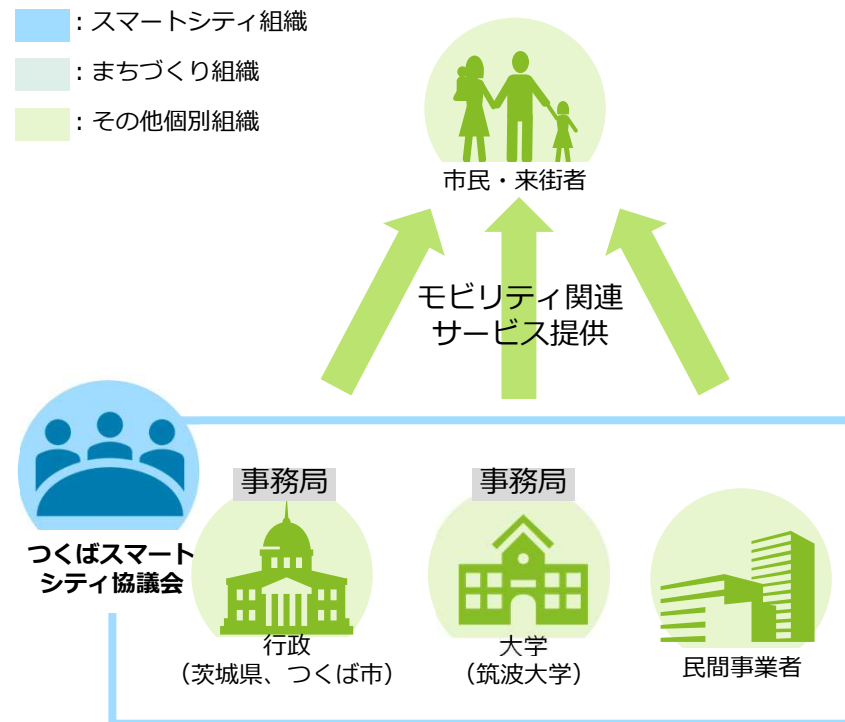 ：スマートシティ組織
：まちづくり組織
：その他個別組織
市民・来街者
モビリティ関連
サービス提供
つくばスマート
シティ協議会
事務局
行政
（茨城県、つくば市）
事務局
大学
（筑波大学）
民間事業者